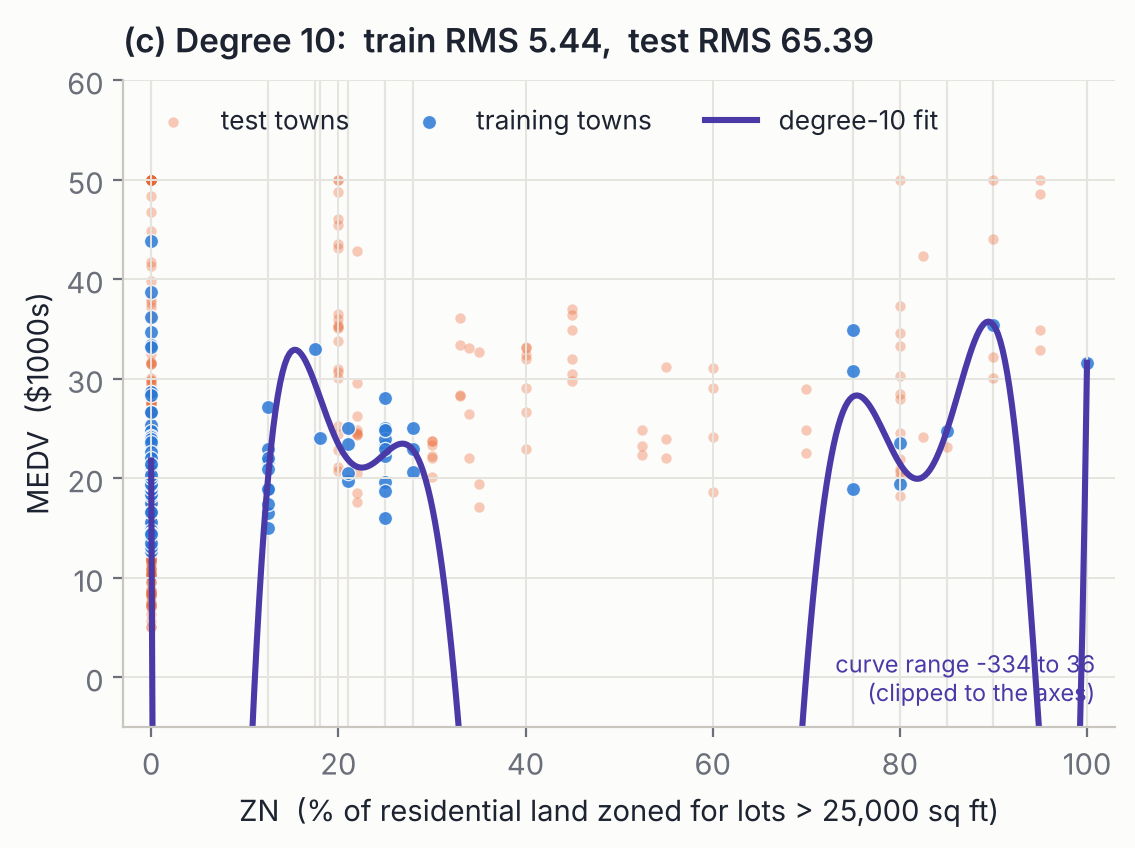 (c) Degree 10:  train RMS 5.44,  test RMS 65.39
test towns
training towns
degree-10 fit
60
50
40
30
20
10
0
MEDV  ($1000s)
curve range -334 to 36
(clipped to the axes)
0
20
40
60
80
100
ZN  (% of residential land zoned for lots > 25,000 sq ft)